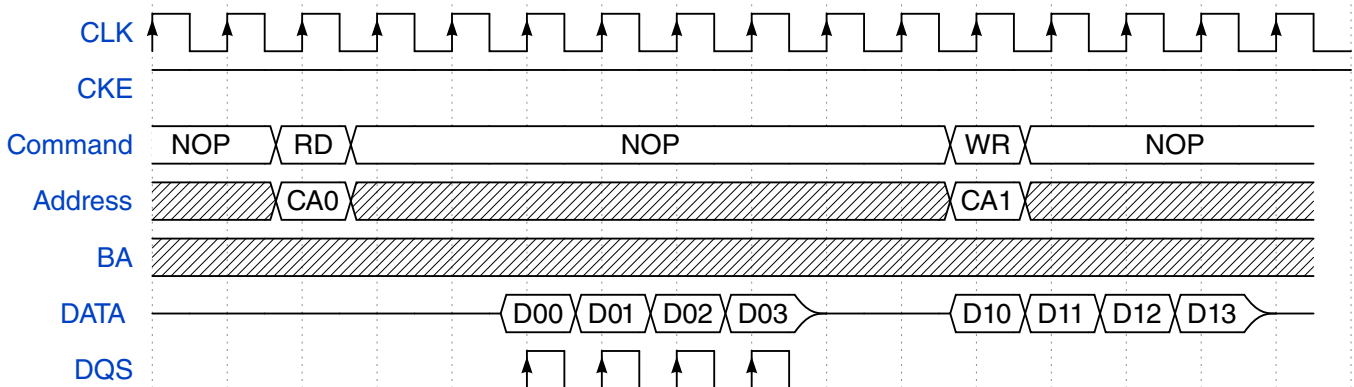 CLK
CKE
Command NOP RD NOP WR NOP
Address CA0 CA1
BA
DATA D00 D01 D02 D03 D10 D11 D12 D13
DQS